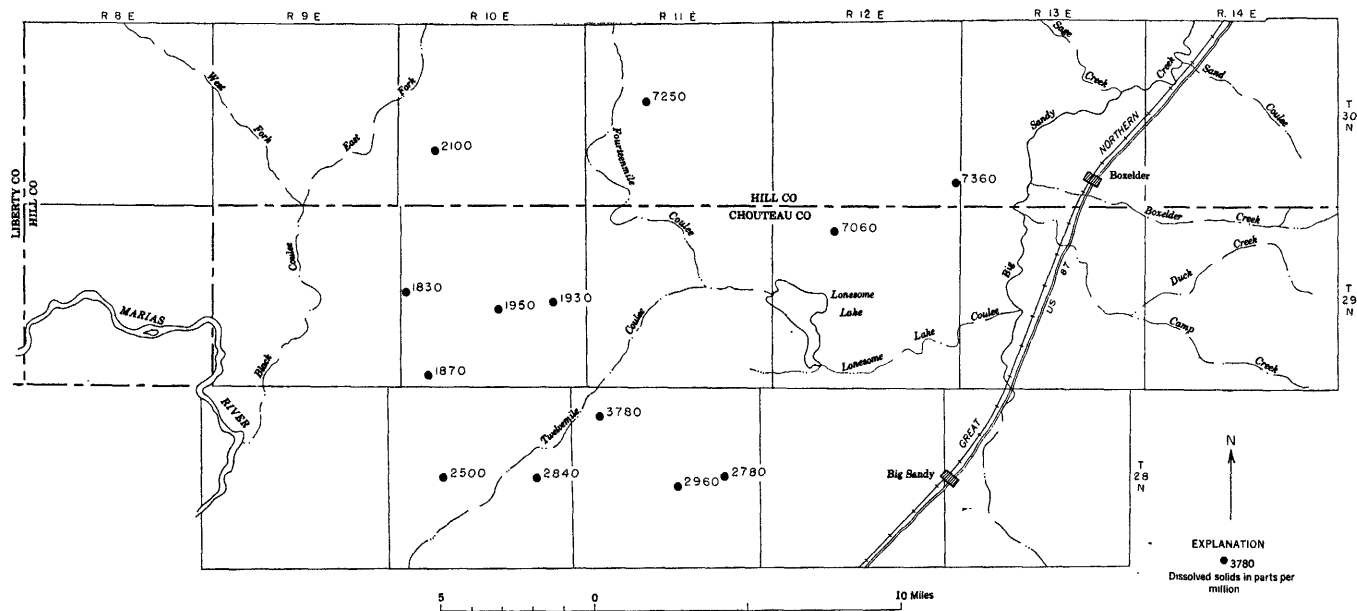 R 8 E
R 9 E
R 10 E
R 11 E
R 12 E
R 13 E
R. 14 E
T 30 N
T 29 N
T 28 N
LIBERTY CO
HILL CO
HILL CO
CHOUTEAU CO
West Fork
East Fork
Black Coulee
MARIAS RIVER
Fourteenmile Coulee
Twelvemile Coulee
Lonesome Lake
Lonesome Lake Coulee
Sage Creek
Big Sandy Creek
Sand Coulee
Boxelder
Boxelder Creek
Duck Creek
Camp Creek
GREAT NORTHERN
US 87
Big Sandy
7250
2100
7360
7060
1830
1950
1930
1870
3780
2500
2840
2960
2780
N
EXPLANATION
3780
Dissolved solids in parts per
million
5 0 10 Miles